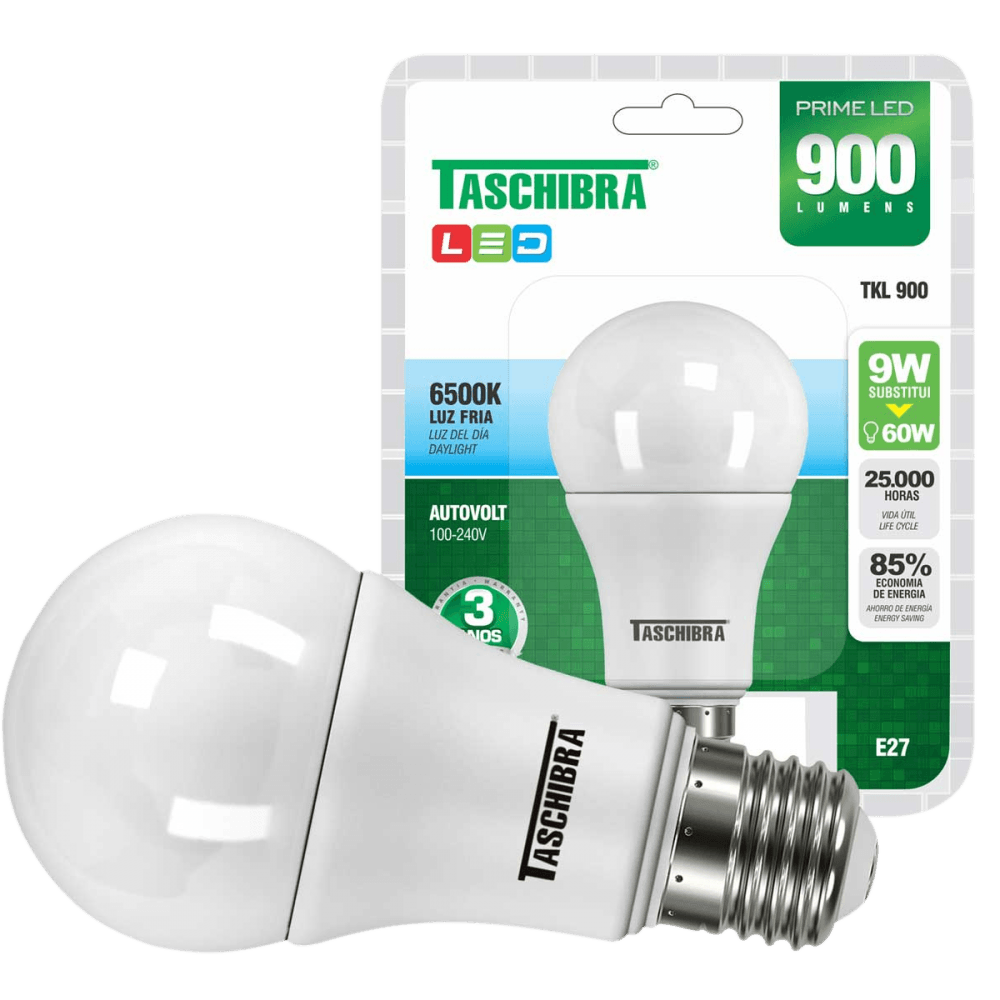 PRIME LED
900
LUMENS
TASCHIBRA®
LED
TKL 900
6500K
LUZ FRIA
LUZ DEL DÍA
DAYLIGHT
9W
SUBSTITUI
60W
25.000
HORAS
VIDA ÚTIL
LIFE CYCLE
AUTOVOLT
100-240V
85%
ECONOMIA
DE ENERGIA
AHORRO DE ENERGÍA
ENERGY SAVING
WARRANTY
3
TASCHIBRA
E27
TASCHIBRA®